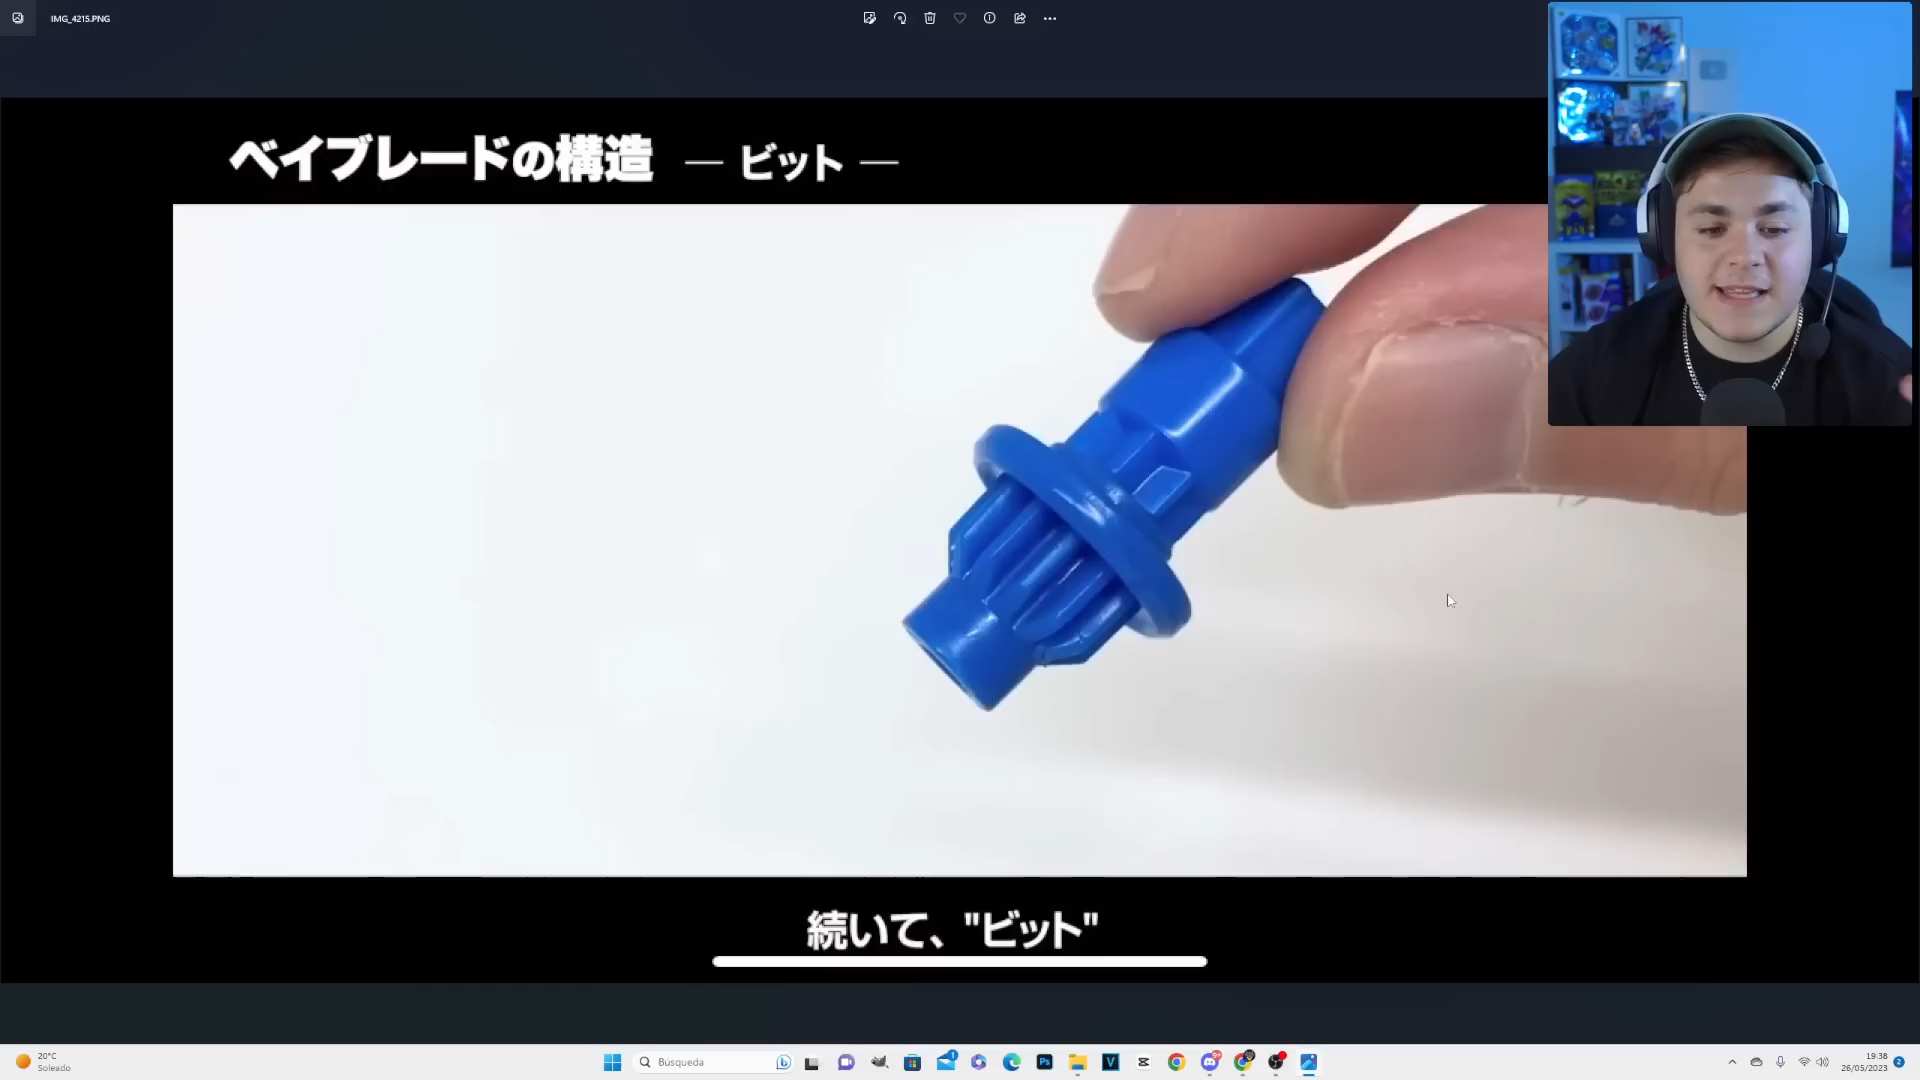 IMG_4215.PNG
ベイブレードの構造 — ビット —
続いて、"ビット"
20°C
Soleado
Búsqueda
19:38
26/05/2023